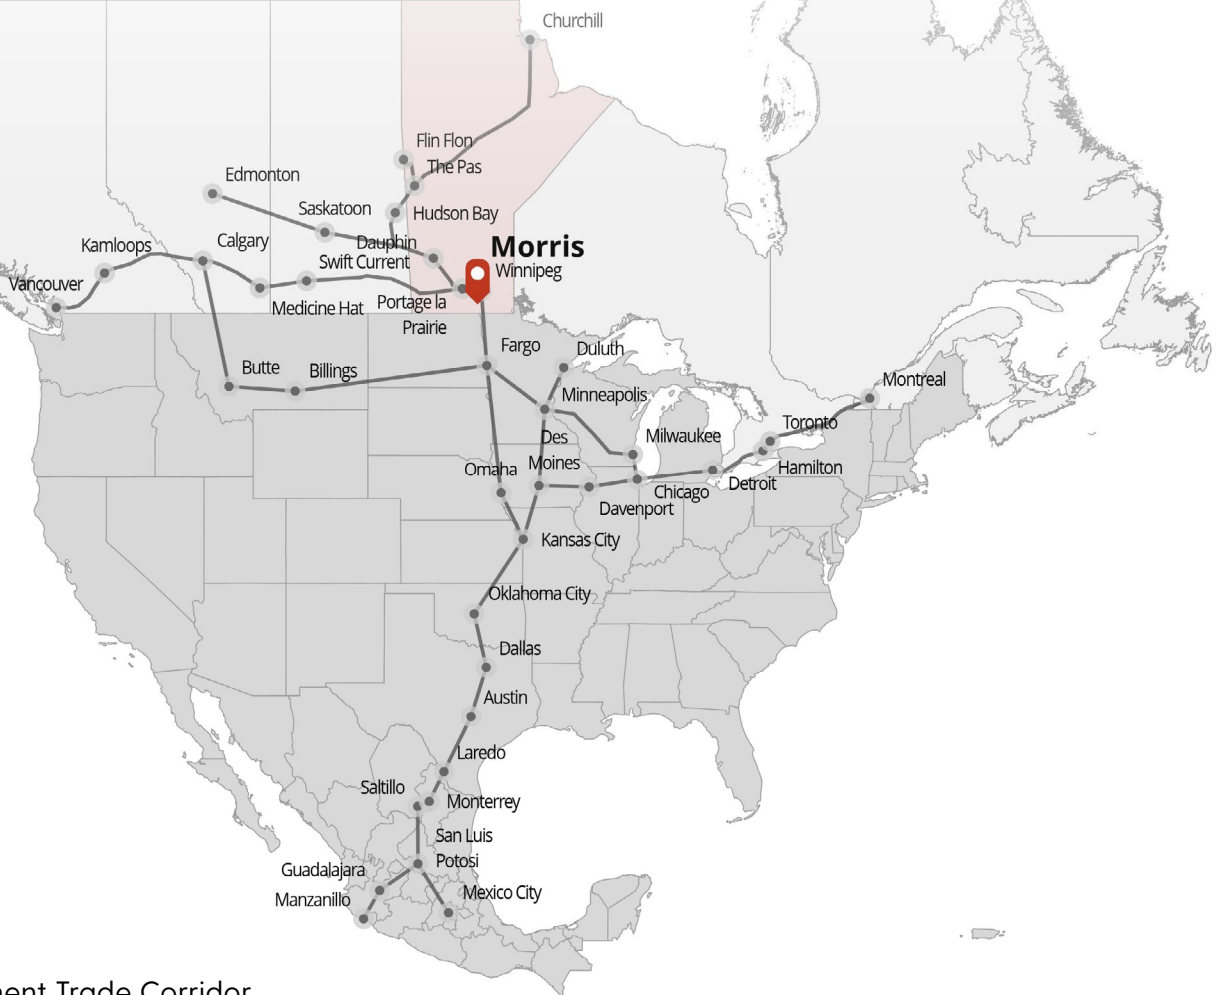 Churchill
Flin Flon
The Pas
Edmonton
Saskatoon
Hudson Bay
Kamloops
Calgary
Dauphin
Morris
Swift Current
Winnipeg
Vancouver
Medicine Hat
Portage la
Prairie
Fargo
Duluth
Butte
Billings
Montreal
Minneapolis
Toronto
Des
Moines
Milwaukee
Omaha
Hamilton
Detroit
Chicago
Davenport
Kansas City
Oklahoma City
Dallas
Austin
Laredo
Saltillo
Monterrey
San Luis
Potosi
Guadalajara
Mexico City
Manzanillo
Trade Corridor